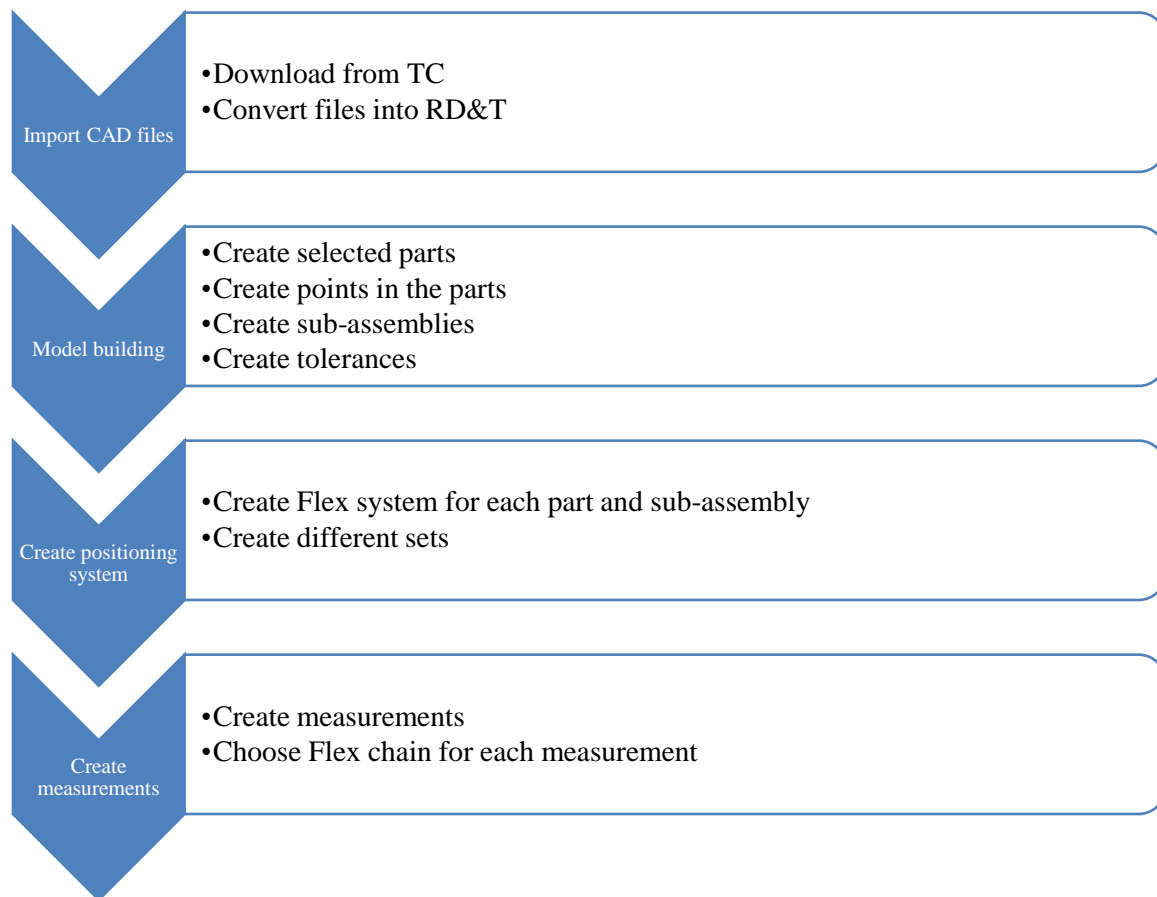 Import CAD files
•Download from TC
•Convert files into RD&T
Model building
•Create selected parts
•Create points in the parts
•Create sub-assemblies
•Create tolerances
Create positioning
system
•Create Flex system for each part and sub-assembly
•Create different sets
Create
measurements
•Create measurements
•Choose Flex chain for each measurement